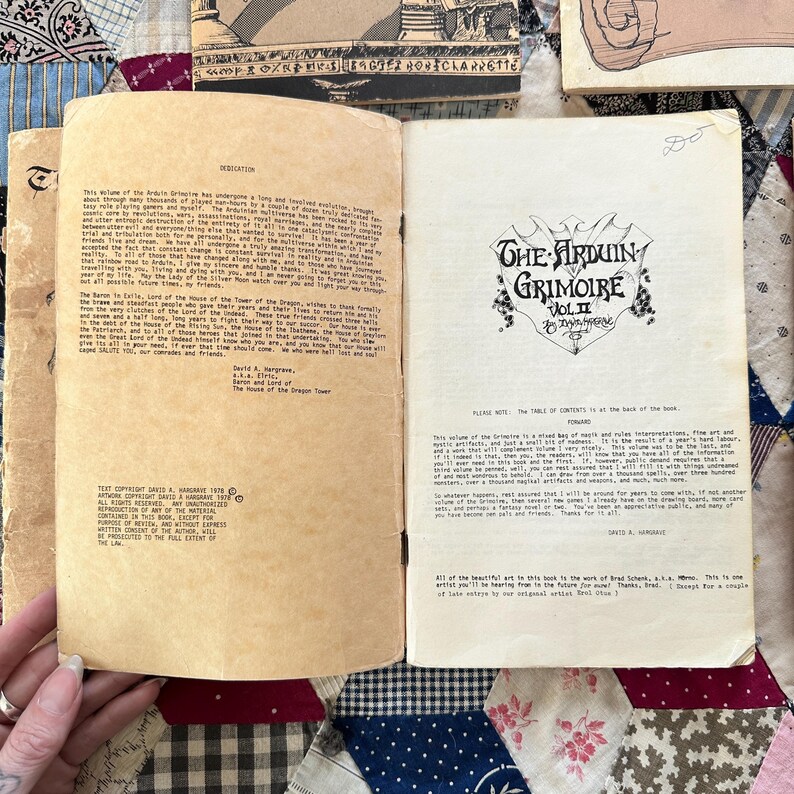 BIGGEE BOB CLARRETTE
T
DEDICATION
This Volume of the Arduin Grimoire has undergone a long and involved evolution, brought
about through many thousands of played man-hours by a couple of dozen truly dedicated fan-
tasy role playing gamers and myself. The Arduinian multiverse has been rocked to its very
cosmic core by revolutions, wars, assassinations, royal marriages, and the nearly complete
and utter entropic destruction of the entirety of it all in one cataclysmic confrontation
between utter evil and everyone/thing else that wanted to survive! It has been a year of
trial and tribulation both for me personally, and for the multiverse within which I and my
friends live and dream. We have all undergone a truly amazing transformation, and have
accepted the fact that constant change is constant survival in reality and in Arduinian
reality. To all of those that have changed along with me, and to those who have journeyed
that rainbow road to Arduin, I give my sincere and humble thanks. It was great knowing you,
travelling with you, living and dying with you, and I am never going to forget you or this
year of my life. May the Lady of the Silver Moon watch over you and light your way through-
out all possible future times, my friends.
The Baron in Exile, Lord of the House of the Tower of the Dragon, wishes to thank formally
the brave and steadfast people who gave their years and their lives to return him and his
from the very clutches of the Lord of the Undead. These true friends crossed three halls
and seven and a half long, long years to fight their way to our succor. Our house is ever
in the debt of the House of the Rising Sun, the House of the Ibathene, the House of Greylorn
the Patriarch, and to all of those heroes that joined in that undertaking. You who slew
even the Great Lord of the Undead himself know who you are, and you know that our House will
give its all in your need, if ever that time should come. We who were hell lost and soul
caged SALUTE YOU, our comrades and friends.
David A. Hargrave,
a.k.a. Elric,
Baron and Lord of
The House of the Dragon Tower
TEXT COPYRIGHT DAVID A. HARGRAVE 1978 ©
ARTWORK COPYRIGHT DAVID A HARGRAVE 1978 ©
ALL RIGHTS RESERVED. ANY UNAUTHORIZED
REPRODUCTION OF ANY OF THE MATERIAL
CONTAINED IN THIS BOOK, EXCEPT FOR
PURPOSE OF REVIEW, AND WITHOUT EXPRESS
WRITTEN CONSENT OF THE AUTHOR, WILL
BE PROSECUTED TO THE FULL EXTENT OF
THE LAW.
THE ARDUIN
GRIMOIRE
VOL II
BY DAVID HARGRAVE
PLEASE NOTE: The TABLE OF CONTENTS is at the back of the book.
FORWARD
This volume of the Grimoire is a mixed bag of magik and rules interpretations, fine art and
mystic artifacts, and just a small bit of madness. It is the result of a year's hard labour,
and a work that will complement Volume I very nicely. This volume was to be the last, and
if it indeed is that, then you, the readers, will know that you have all of the information
you'll ever need in this book and the first. If, however, public demand requires that a
third volume be penned, well, you can rest assured that I will fill it with things undreamed
of and most wondrous to behold. I can draw from over a thousand spells, over three hundred
monsters, over a thousand magikal artifacts and weapons, and much, much more.
So whatever happens, rest assured that I will be around for years to come with, if not another
volume of the Grimoire, then several new games I already have on the drawing board, more card
sets, and perhaps a fantasy novel or two. You've been an appreciative public, and many of
you have become pen pals and friends. Thanks for it all.
DAVID A. HARGRAVE
All of the beautiful art in this book is the work of Brad Schenk, a.k.a. Morno. This is one
artist you'll be hearing from in the future for sure! Thanks, Brad. ( Except for a couple
of late entrys by our origanal artist Erol Otus )